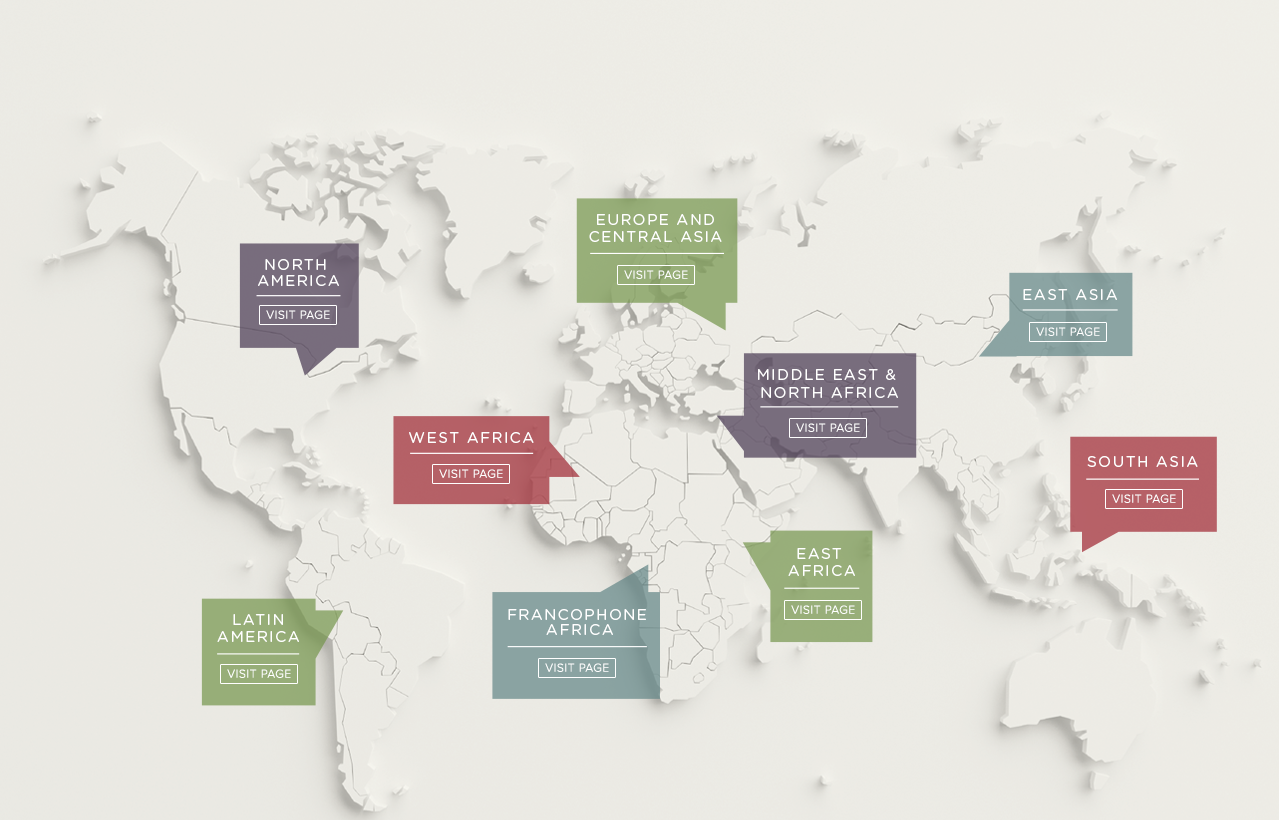 EUROPE AND
CENTRAL ASIA
VISIT PAGE
NORTH
AMERICA
VISIT PAGE
EAST ASIA
VISIT PAGE
MIDDLE EAST &
NORTH AFRICA
VISIT PAGE
WEST AFRICA
VISIT PAGE
SOUTH ASIA
VISIT PAGE
EAST
AFRICA
VISIT PAGE
FRANCOPHONE
AFRICA
VISIT PAGE
LATIN
AMERICA
VISIT PAGE